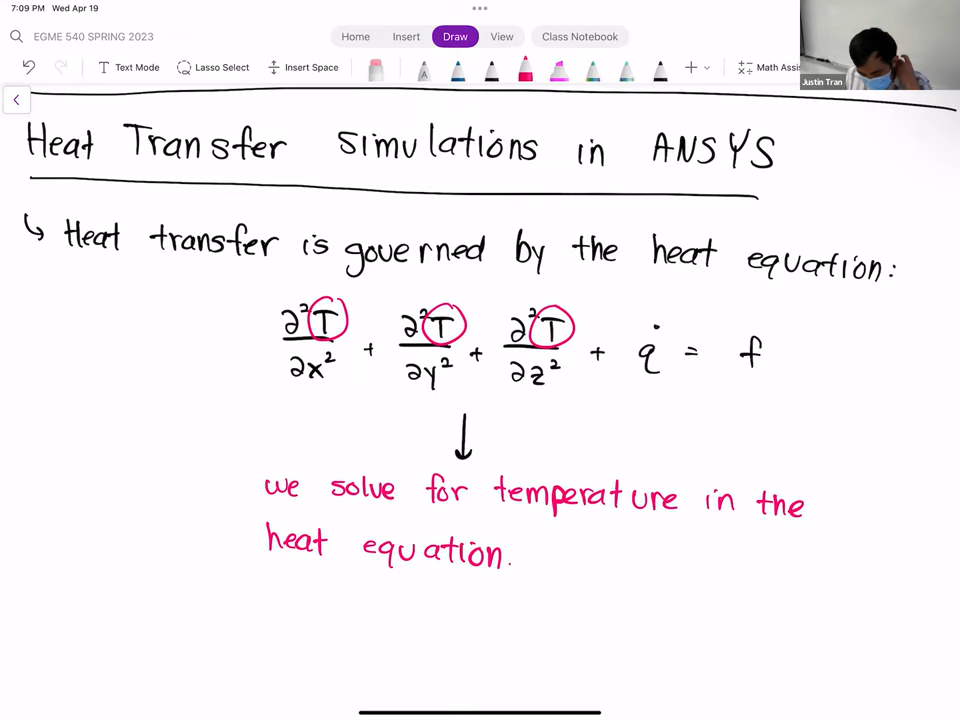 7:09 PM Wed Apr 19
EGME 540 SPRING 2023
Home Insert Draw View Class Notebook
Text Mode Lasso Select Insert Space A + Math Assis
Justin Tran
Heat Transfer simulations in ANSYS
↳ Heat transfer is governed by the heat equation:
∂²T/∂x² + ∂²T/∂y² + ∂²T/∂z² + q̇ = f
↓
we solve for temperature in the
heat equation.